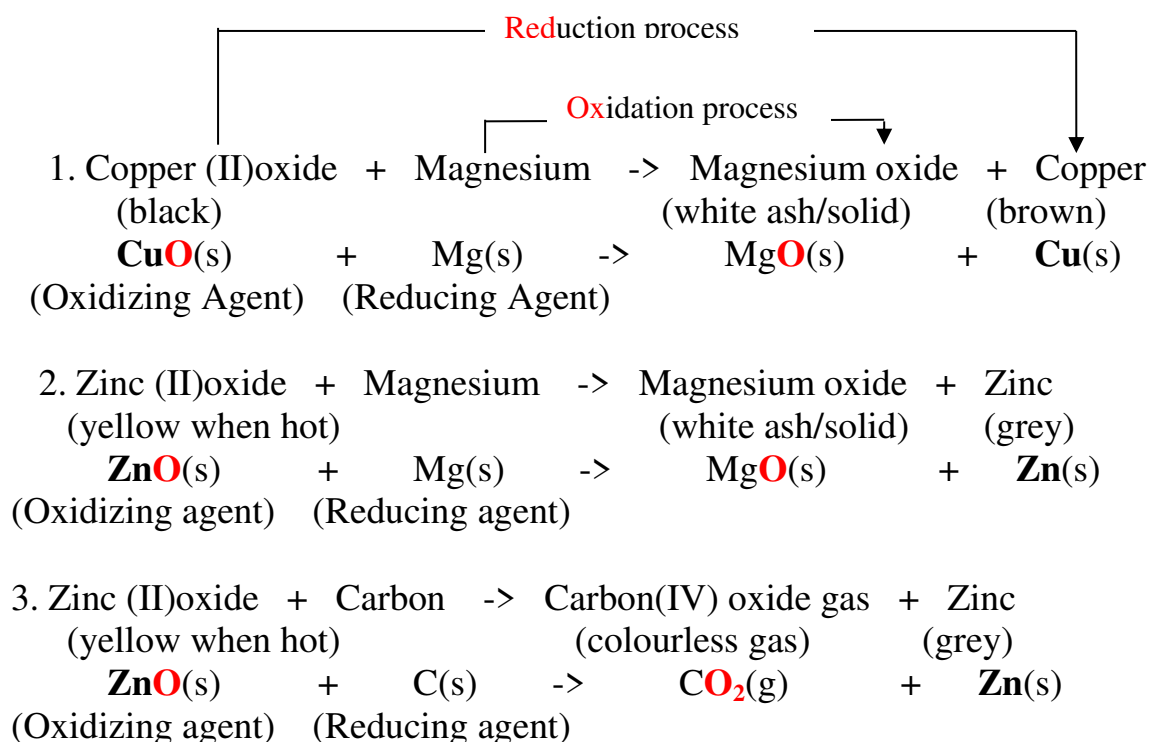 Reduction process
Oxidation process
1. Copper (II)oxide + Magnesium -> Magnesium oxide + Copper
(black) (white ash/solid) (brown)
CuO(s) + Mg(s) -> MgO(s) + Cu(s)
(Oxidizing Agent) (Reducing Agent)
2. Zinc (II)oxide + Magnesium -> Magnesium oxide + Zinc
(yellow when hot) (white ash/solid) (grey)
ZnO(s) + Mg(s) -> MgO(s) + Zn(s)
(Oxidizing agent) (Reducing agent)
3. Zinc (II)oxide + Carbon -> Carbon(IV) oxide gas + Zinc
(yellow when hot) (colourless gas) (grey)
ZnO(s) + C(s) -> CO₂(g) + Zn(s)
(Oxidizing agent) (Reducing agent)